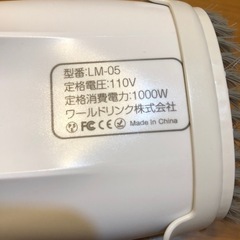 型番:LM-05
定格電圧:110V
定格消費電力:1000W
ワールドリンク株式会社
FC CE Made In China